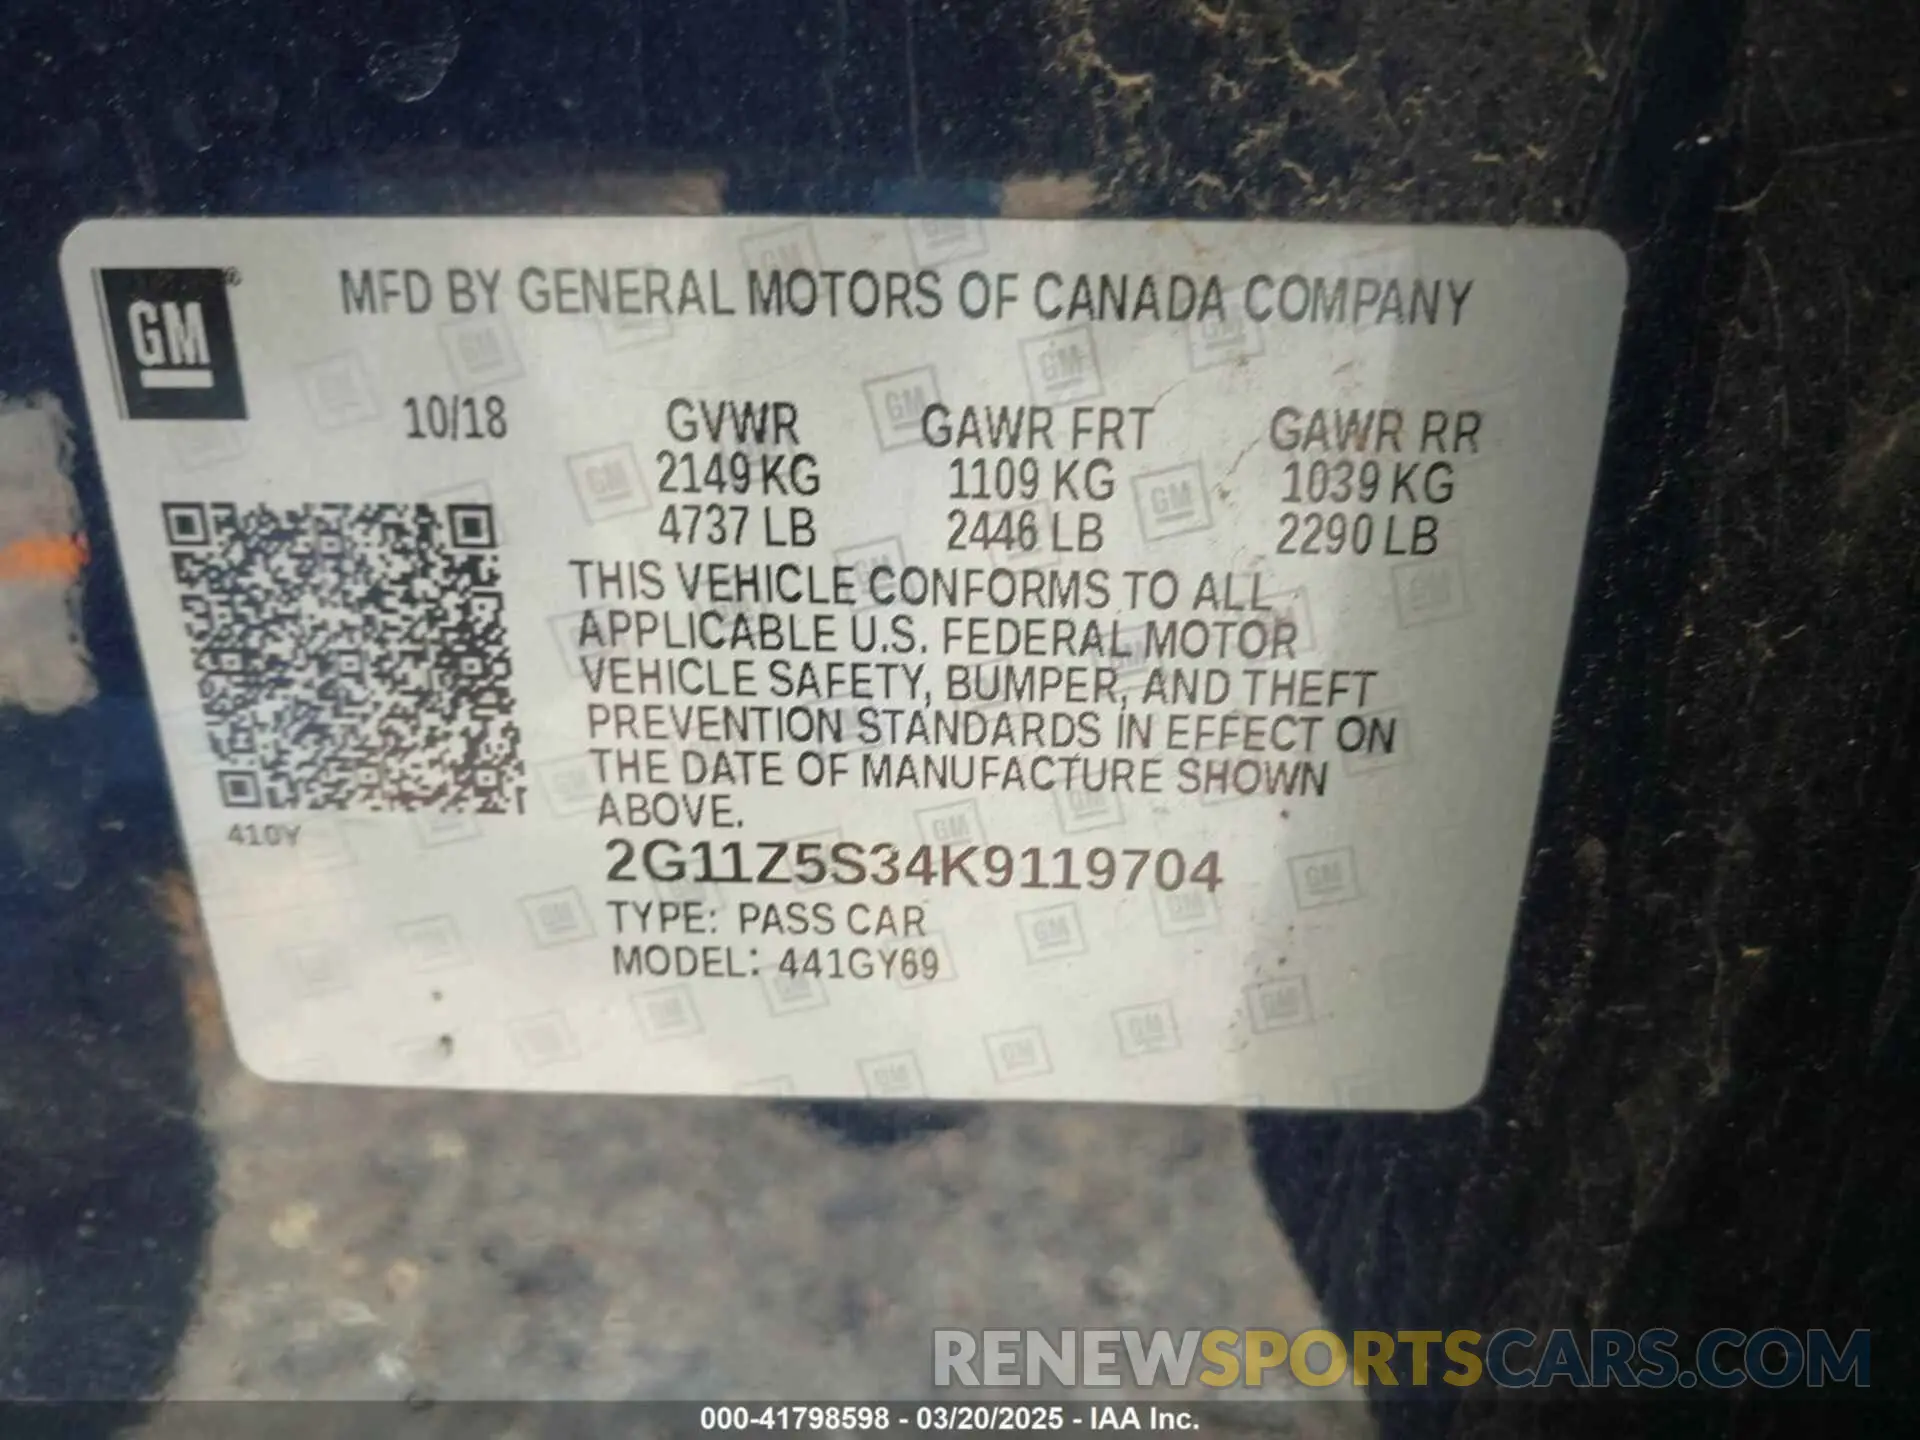 GM®
MFD BY GENERAL MOTORS OF CANADA COMPANY
10/18 GVWR GAWR FRT GAWR RR
2149 KG 1109 KG 1039 KG
4737 LB 2446 LB 2290 LB
THIS VEHICLE CONFORMS TO ALL
APPLICABLE U.S. FEDERAL MOTOR
VEHICLE SAFETY, BUMPER, AND THEFT
PREVENTION STANDARDS IN EFFECT ON
THE DATE OF MANUFACTURE SHOWN
ABOVE.
410Y
2G11Z5S34K9119704
TYPE: PASS CAR
MODEL: 441GY69
RENEWSPORTSCARS.COM
000-41798598 - 03/20/2025 - IAA Inc.